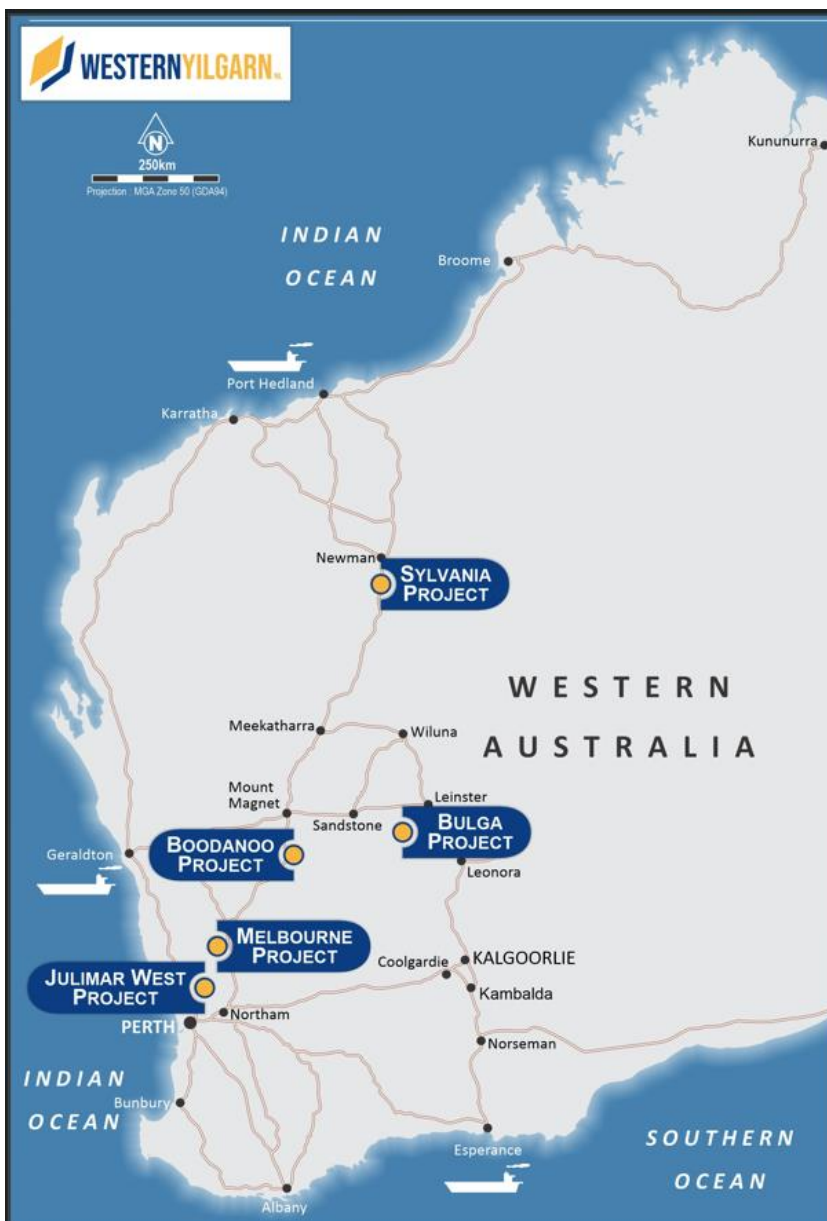 WESTERNYILGARN NL
N
250km
Projection : MGA Zone 50 (GDA94)
Kununurra
INDIAN
OCEAN
Broome
Port Hedland
Karratha
Newman
SYLVANIA
PROJECT
WESTERN
AUSTRALIA
Meekatharra
Wiluna
Mount
Magnet
Leinster
Sandstone
BULGA
PROJECT
BOODANOO
PROJECT
Geraldton
Leonora
MELBOURNE
PROJECT
KALGOORLIE
Coolgardie
JULIMAR WEST
PROJECT
Kambalda
Northam
PERTH
Norseman
INDIAN
OCEAN
Bunbury
Esperance
SOUTHERN
OCEAN
Albany